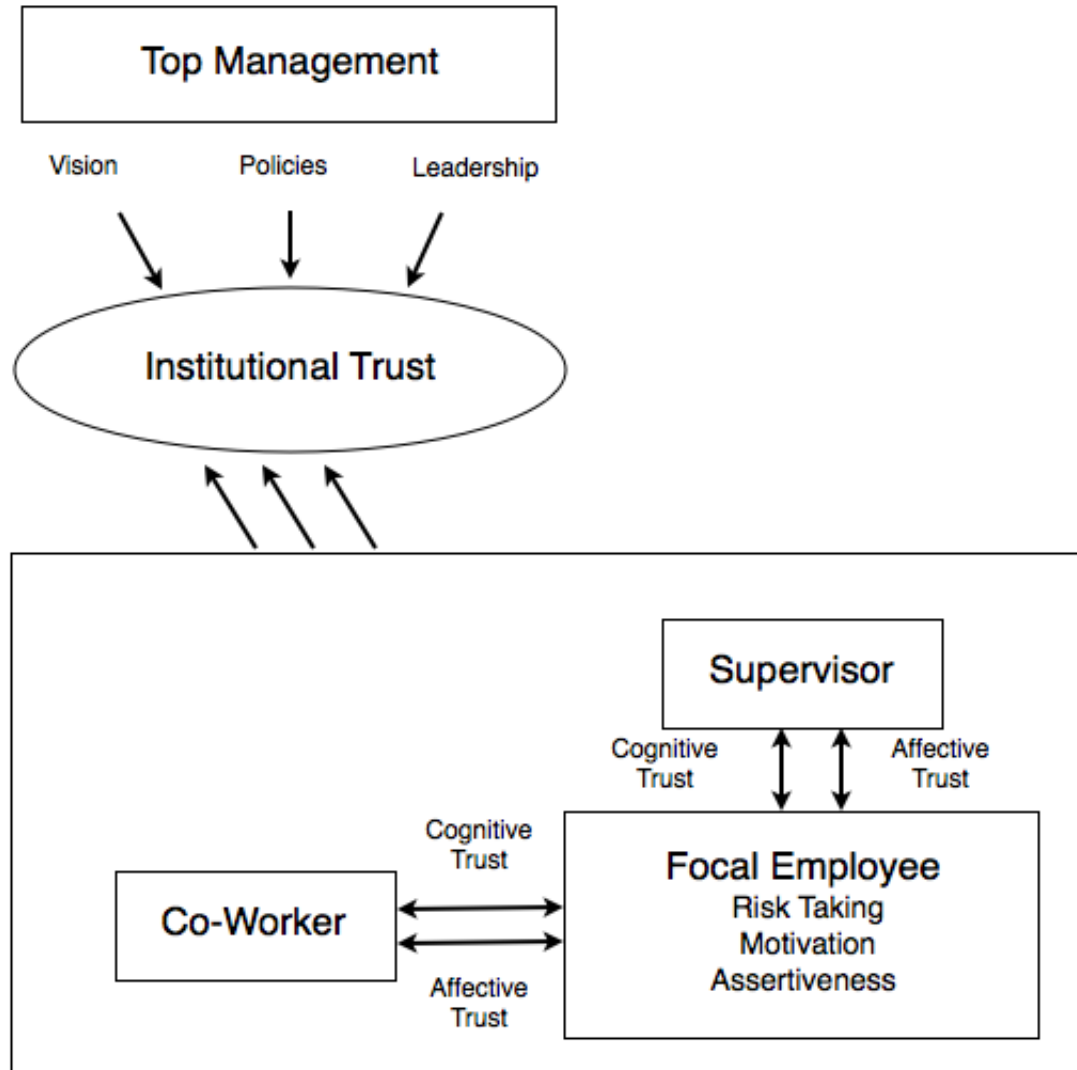 Top Management
Vision
Policies
Leadership
Institutional Trust
Supervisor
Cognitive
Trust
Affective
Trust
Cognitive
Trust
Focal Employee
Risk Taking
Motivation
Assertiveness
Co-Worker
Affective
Trust